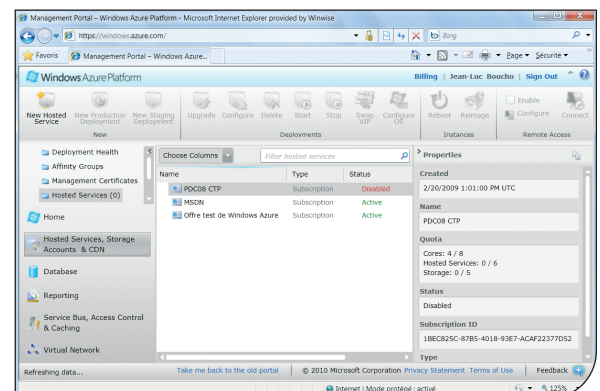 Management Portal – Windows Azure Platform - Microsoft Internet Explorer provided by Winwise
https://windows.azure.com/
Bing
Favoris
Management Portal – Windows Azure...
Page
Sécurité
Windows Azure Platform
Billing | Jean-Luc Boucho | Sign Out
New Hosted Service
New Production Deployment
New Staging Deployment
Upgrade
Configure
Delete
Start
Stop
Swap VIP
Configure OS
Reboot
Reimage
Enable
Configure
Connect
New
Deployments
Instances
Remote Access
Deployment Health
Affinity Groups
Management Certificates
Hosted Services (0)
Home
Hosted Services, Storage Accounts & CDN
Database
Reporting
Service Bus, Access Control & Caching
Virtual Network
Choose Columns
Filter hosted services
Name Type Status
PDC08 CTP Subscription Disabled
MSDN Subscription Active
Offre test de Windows Azure Subscription Active
Properties
Created
2/20/2009 1:01:00 PM UTC
Name
PDC08 CTP
Quota
Cores: 4 / 8
Hosted Services: 0 / 6
Storage: 0 / 5
Status
Disabled
Subscription ID
1BEC825C-87B5-4018-93E7-ACAF22377D52
Type
Refreshing data...
Take me back to the old portal
© 2010 Microsoft Corporation Privacy Statement Terms of Use
Feedback
Internet | Mode protégé : activé
125%